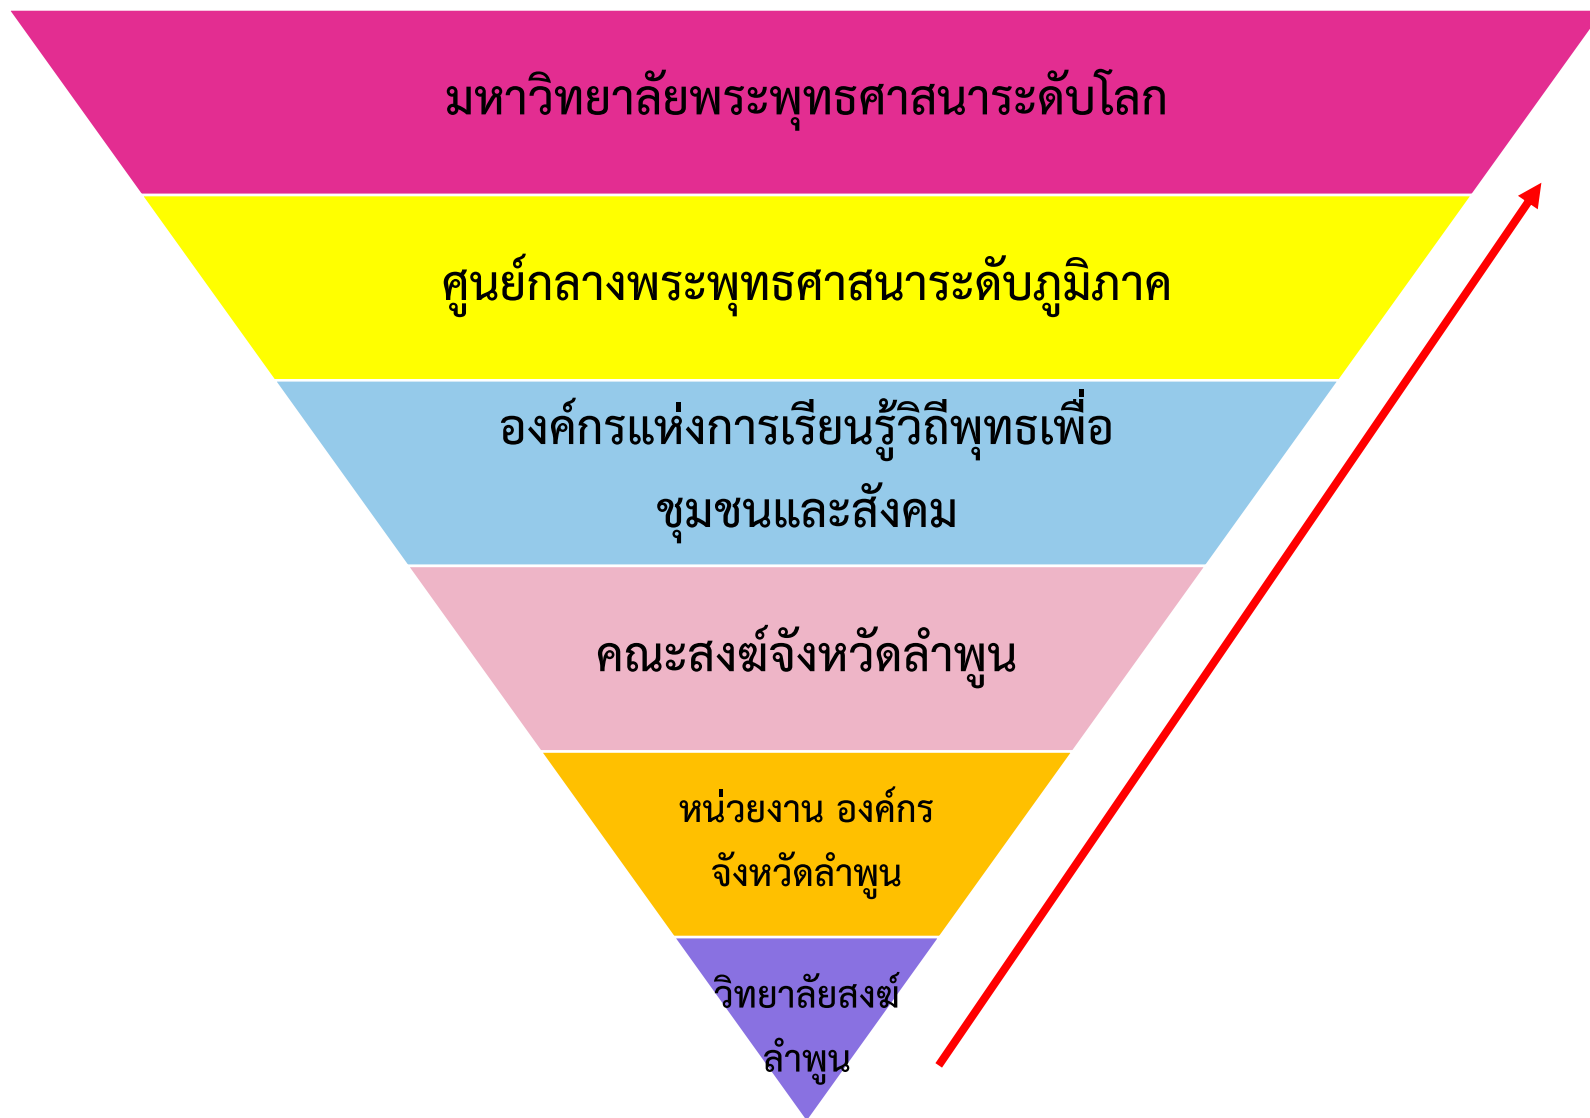 มหาวิทยาลัยพระพุทธศาสนาระดับโลก
ศูนย์กลางพระพุทธศาสนาระดับภูมิภาค
องค์กรแห่งการเรียนรู้วิถีพุทธเพื่อ
ชุมชนและสังคม
คณะสงฆ์จังหวัดลำพูน
หน่วยงาน องค์กร
จังหวัดลำพูน
วิทยาลัยสงฆ์
ลำพูน